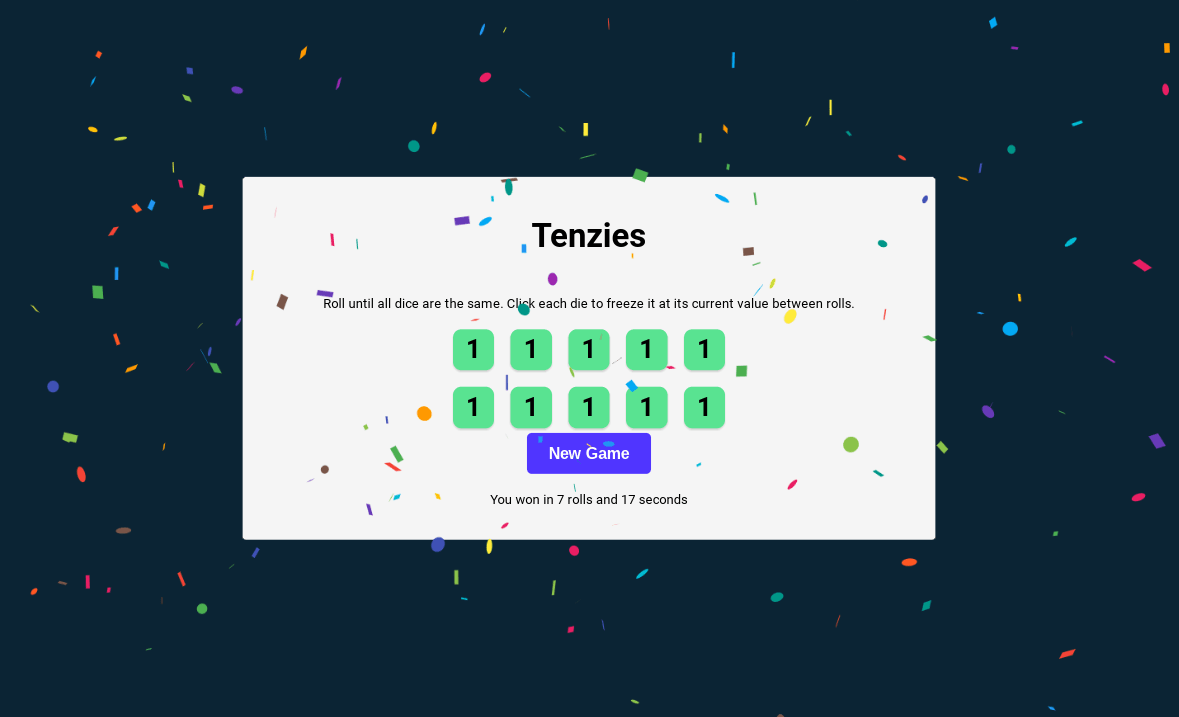 Tenzies
Roll until all dice are the same. Click each die to freeze it at its current value between rolls.
1 1 1 1 1
1 1 1 1 1
New Game
You won in 7 rolls and 17 seconds